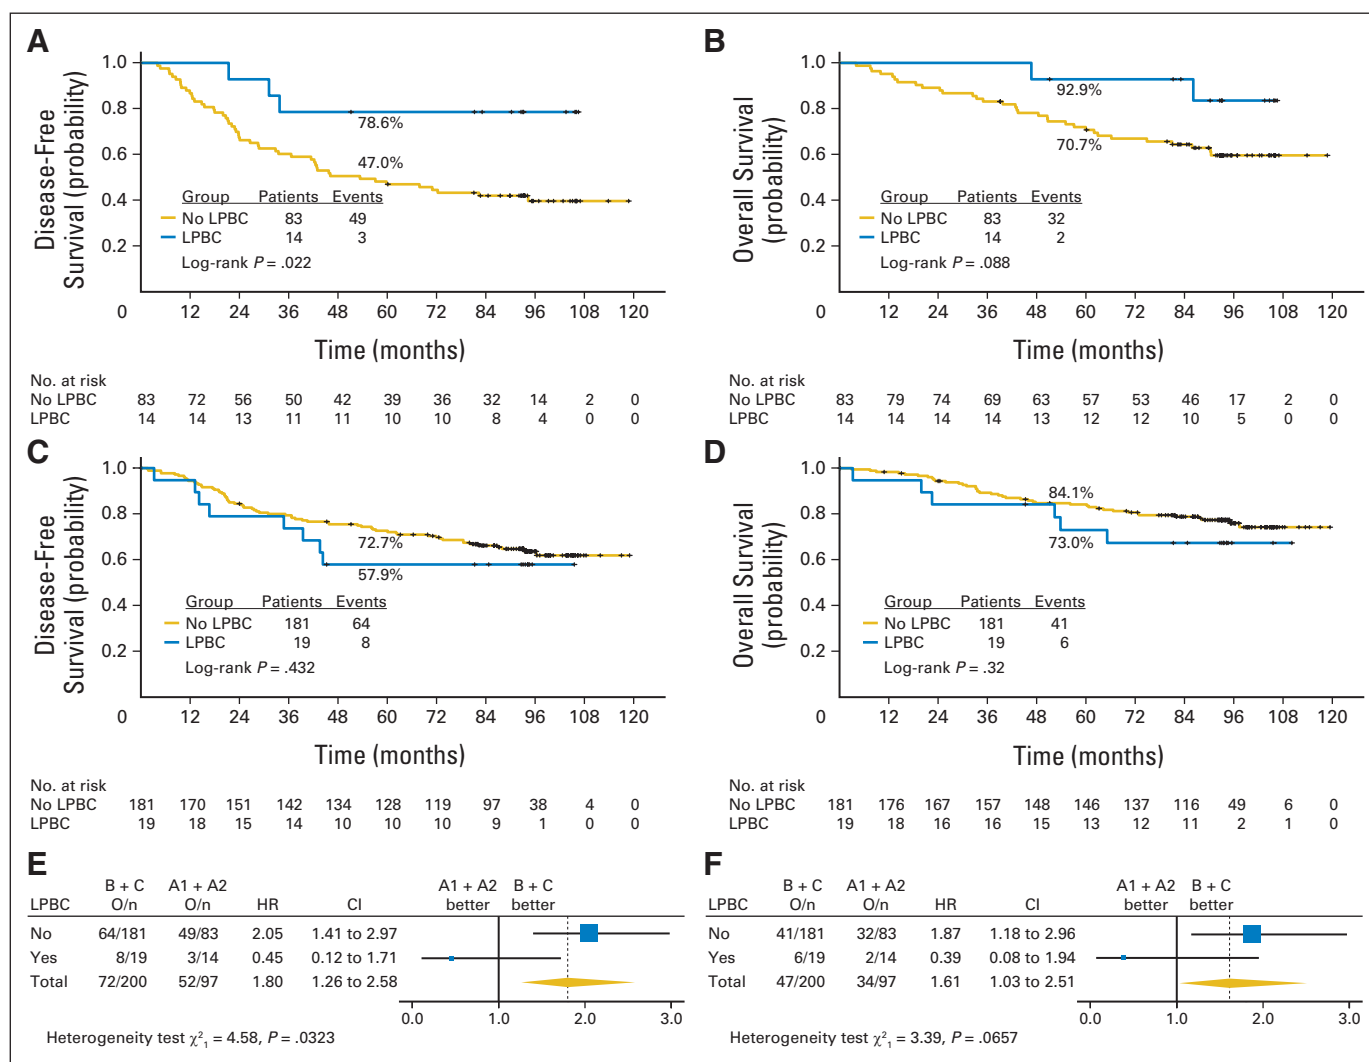 A
Disease-Free
Survival (probability)
1.0
0.8
0.6
0.4
0.2
78.6%
47.0%
Group Patients Events
No LPBC 83 49
LPBC 14 3
Log-rank P = .022
0 12 24 36 48 60 72 84 96 108 120
Time (months)
No. at risk
No LPBC 83 72 56 50 42 39 36 32 14 2 0
LPBC 14 14 13 11 11 10 10 8 4 0 0
B
Overall Survival
(probability)
1.0
0.8
0.6
0.4
0.2
92.9%
70.7%
Group Patients Events
No LPBC 83 32
LPBC 14 2
Log-rank P = .088
0 12 24 36 48 60 72 84 96 108 120
Time (months)
No. at risk
No LPBC 83 79 74 69 63 57 53 46 17 2 0
LPBC 14 14 14 14 13 12 12 10 5 0 0
C
Disease-Free
Survival (probability)
1.0
0.8
0.6
0.4
0.2
72.7%
57.9%
Group Patients Events
No LPBC 181 64
LPBC 19 8
Log-rank P = .432
0 12 24 36 48 60 72 84 96 108 120
Time (months)
No. at risk
No LPBC 181 170 151 142 134 128 119 97 38 4 0
LPBC 19 18 15 14 10 10 10 9 1 0 0
D
Overall Survival
(probability)
1.0
0.8
0.6
0.4
0.2
84.1%
73.0%
Group Patients Events
No LPBC 181 41
LPBC 19 6
Log-rank P = .32
0 12 24 36 48 60 72 84 96 108 120
Time (months)
No. at risk
No LPBC 181 176 167 157 148 146 137 116 49 6 0
LPBC 19 18 16 16 15 13 12 11 2 1 0
E
B + C A1 + A2 A1 + A2 B + C
LPBC O/n O/n HR CI better better
No 64/181 49/83 2.05 1.41 to 2.97
Yes 8/19 3/14 0.45 0.12 to 1.71
Total 72/200 52/97 1.80 1.26 to 2.58
0.0 1.0 2.0 3.0
Heterogeneity test χ²₁ = 4.58, P = .0323
F
B + C A1 + A2 A1 + A2 B + C
LPBC O/n O/n HR CI better better
No 41/181 32/83 1.87 1.18 to 2.96
Yes 6/19 2/14 0.39 0.08 to 1.94
Total 47/200 34/97 1.61 1.03 to 2.51
0.0 1.0 2.0 3.0
Heterogeneity test χ²₁ = 3.39, P = .0657